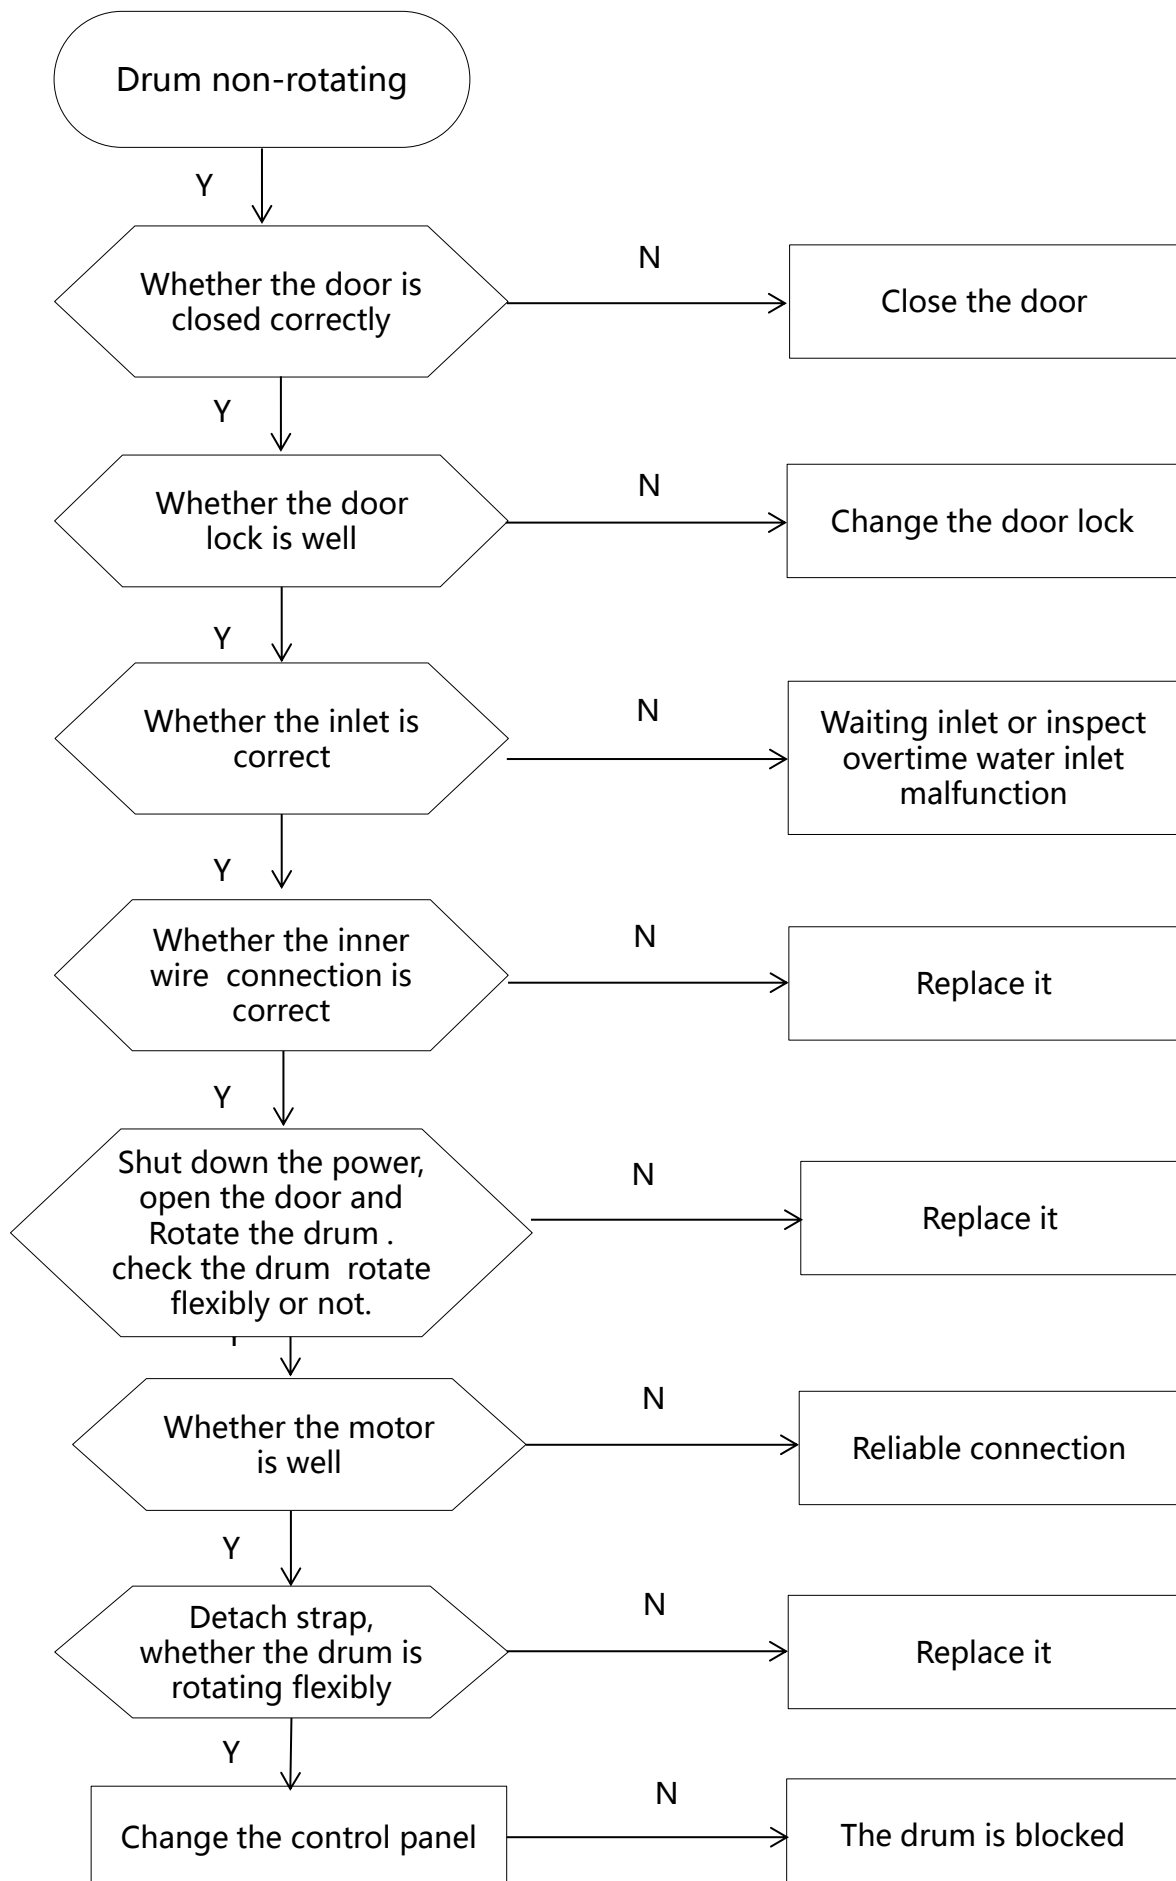 Drum non-rotating
Y
Whether the door is
closed correctly
N
Close the door
Y
Whether the door
lock is well
N
Change the door lock
Y
Whether the inlet is
correct
N
Waiting inlet or inspect
overtime water inlet
malfunction
Y
Whether the inner
wire  connection is
correct
N
Replace it
Y
Shut down the power,
open the door and
Rotate the drum .
check the drum  rotate
flexibly or not.
N
Replace it
Whether the motor
is well
N
Reliable connection
Y
Detach strap,
whether the drum is
rotating flexibly
N
Replace it
Y
Change the control panel
N
The drum is blocked